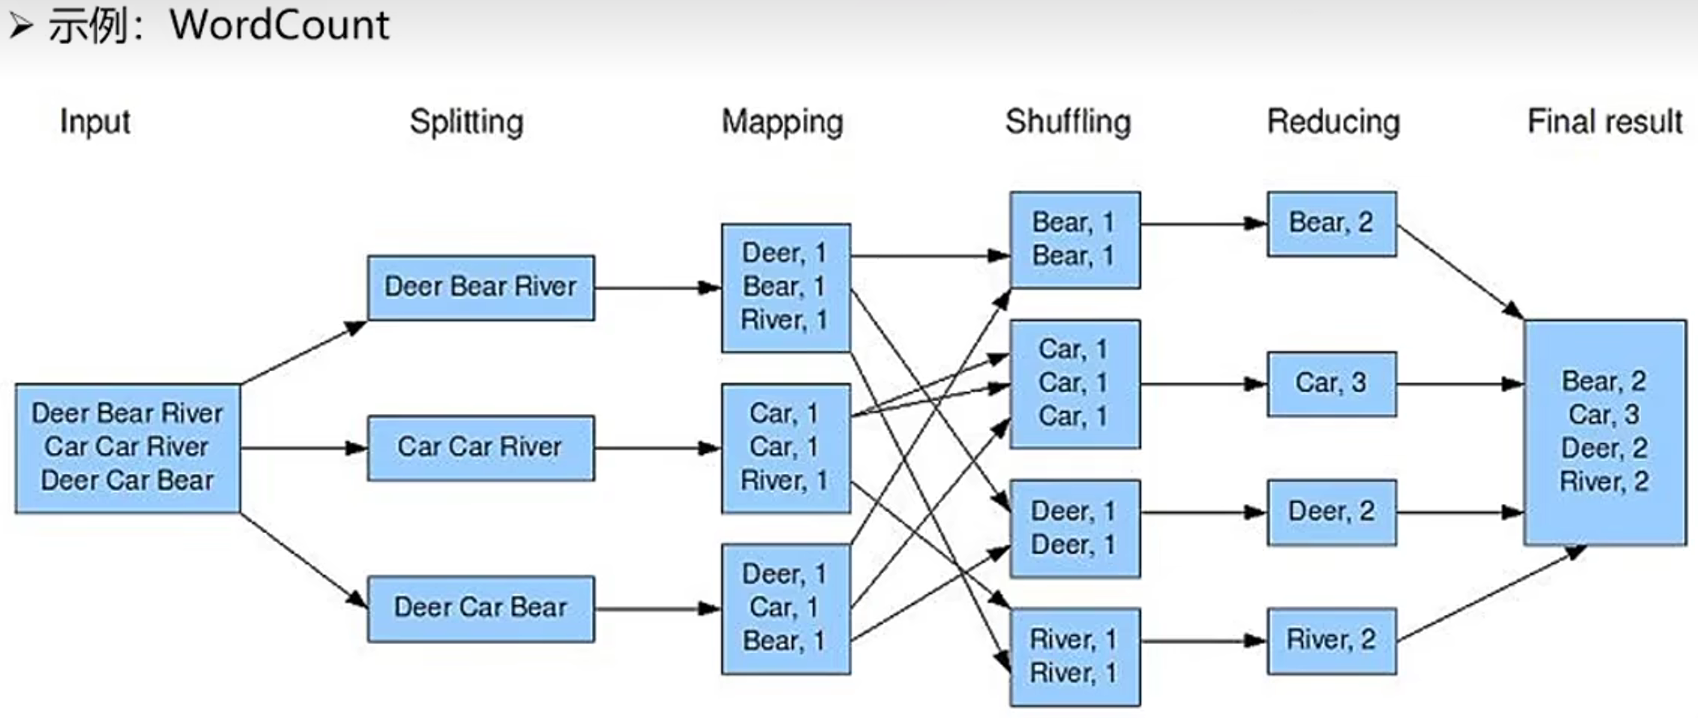 ➢ 示例：WordCount
Input
Splitting
Mapping
Shuffling
Reducing
Final result
Deer Bear River
Car Car River
Deer Car Bear
Deer Bear River
Car Car River
Deer Car Bear
Deer, 1
Bear, 1
River, 1
Car, 1
Car, 1
River, 1
Deer, 1
Car, 1
Bear, 1
Bear, 1
Bear, 1
Car, 1
Car, 1
Car, 1
Deer, 1
Deer, 1
River, 1
River, 1
Bear, 2
Car, 3
Deer, 2
River, 2
Bear, 2
Car, 3
Deer, 2
River, 2